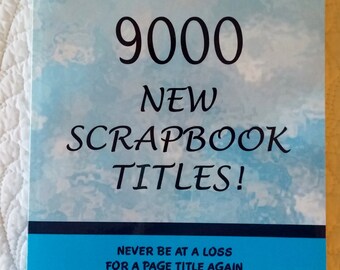 9000
NEW
SCRAPBOOK
TITLES!
NEVER BE AT A LOSS
FOR A PAGE TITLE AGAIN